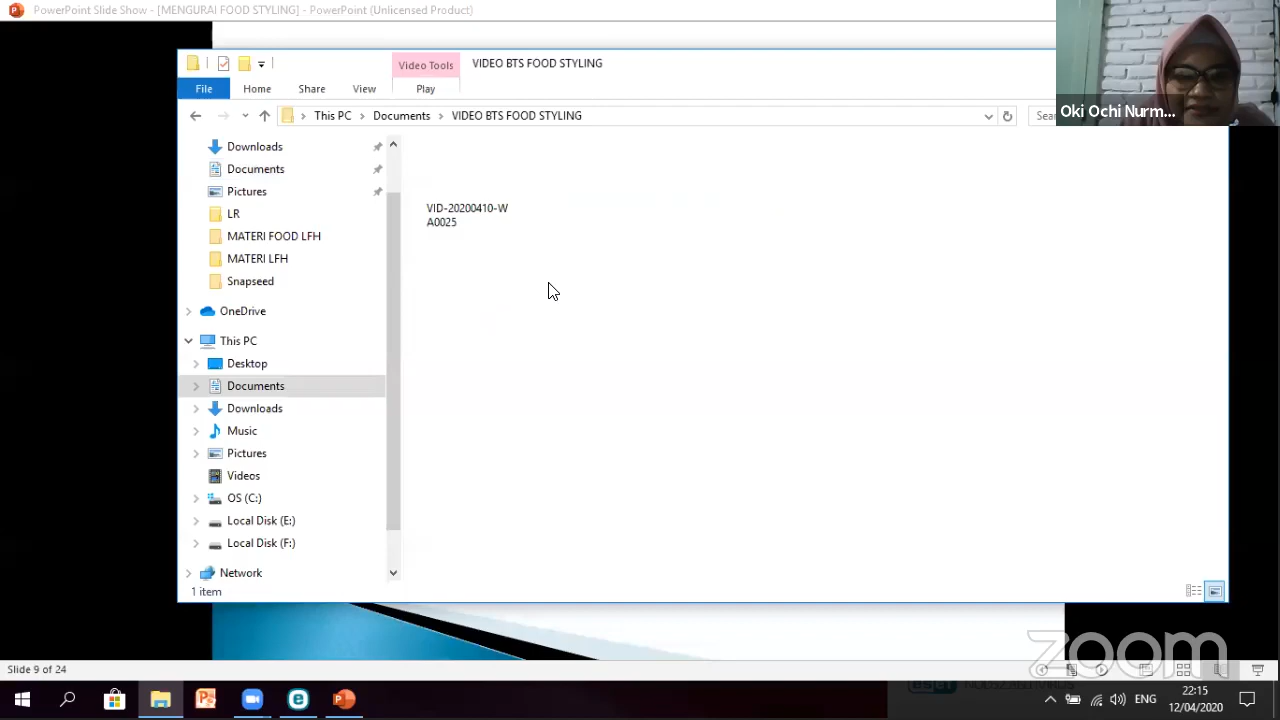 PowerPoint Slide Show - [MENGURAI FOOD STYLING] - PowerPoint (Unlicensed Product)
Video Tools
VIDEO BTS FOOD STYLING
File
Home
Share
View
Play
This PC
Documents
VIDEO BTS FOOD STYLING
Sear
Oki Ochi Nurm...
Downloads
Documents
Pictures
LR
MATERI FOOD LFH
MATERI LFH
Snapseed
OneDrive
This PC
Desktop
Documents
Downloads
Music
Pictures
Videos
OS (C:)
Local Disk (E:)
Local Disk (F:)
Network
VID-20200410-W
A0025
1 item
zoom
Slide 9 of 24
ENG
22:15
12/04/2020